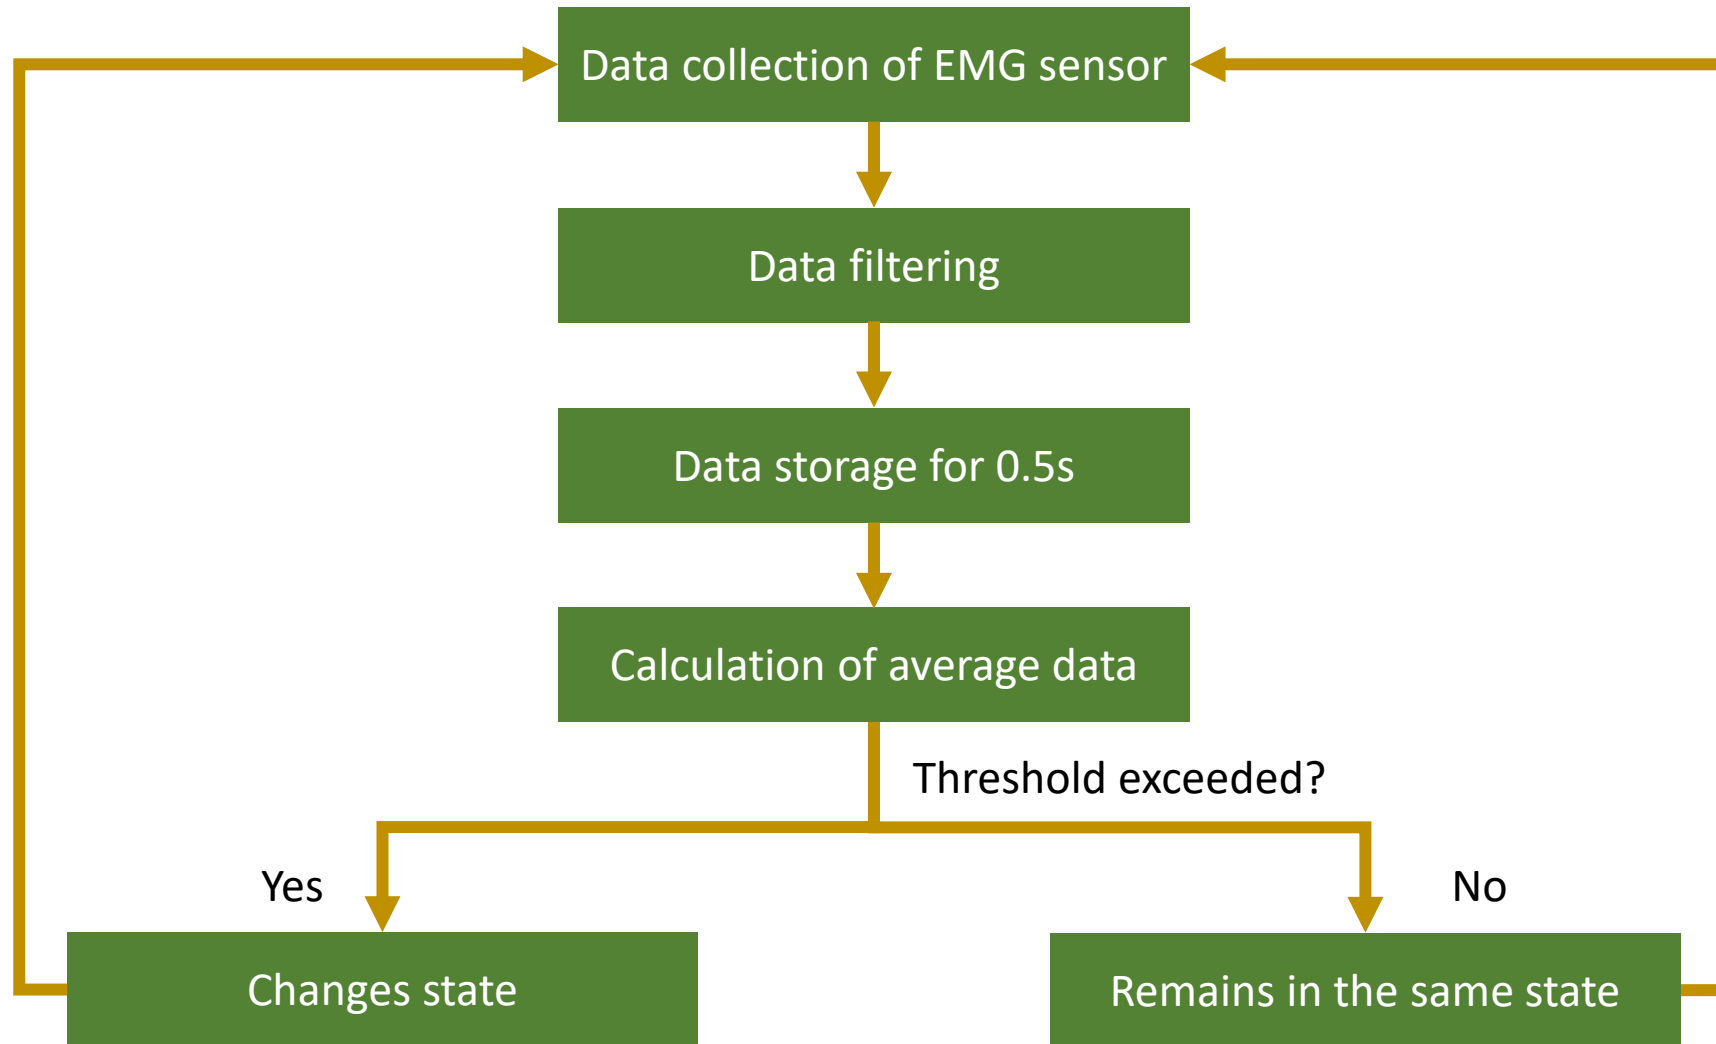 Data collection of EMG sensor
Data filtering
Data storage for 0.5s
Calculation of average data
Threshold exceeded?
Yes
No
Changes state
Remains in the same state